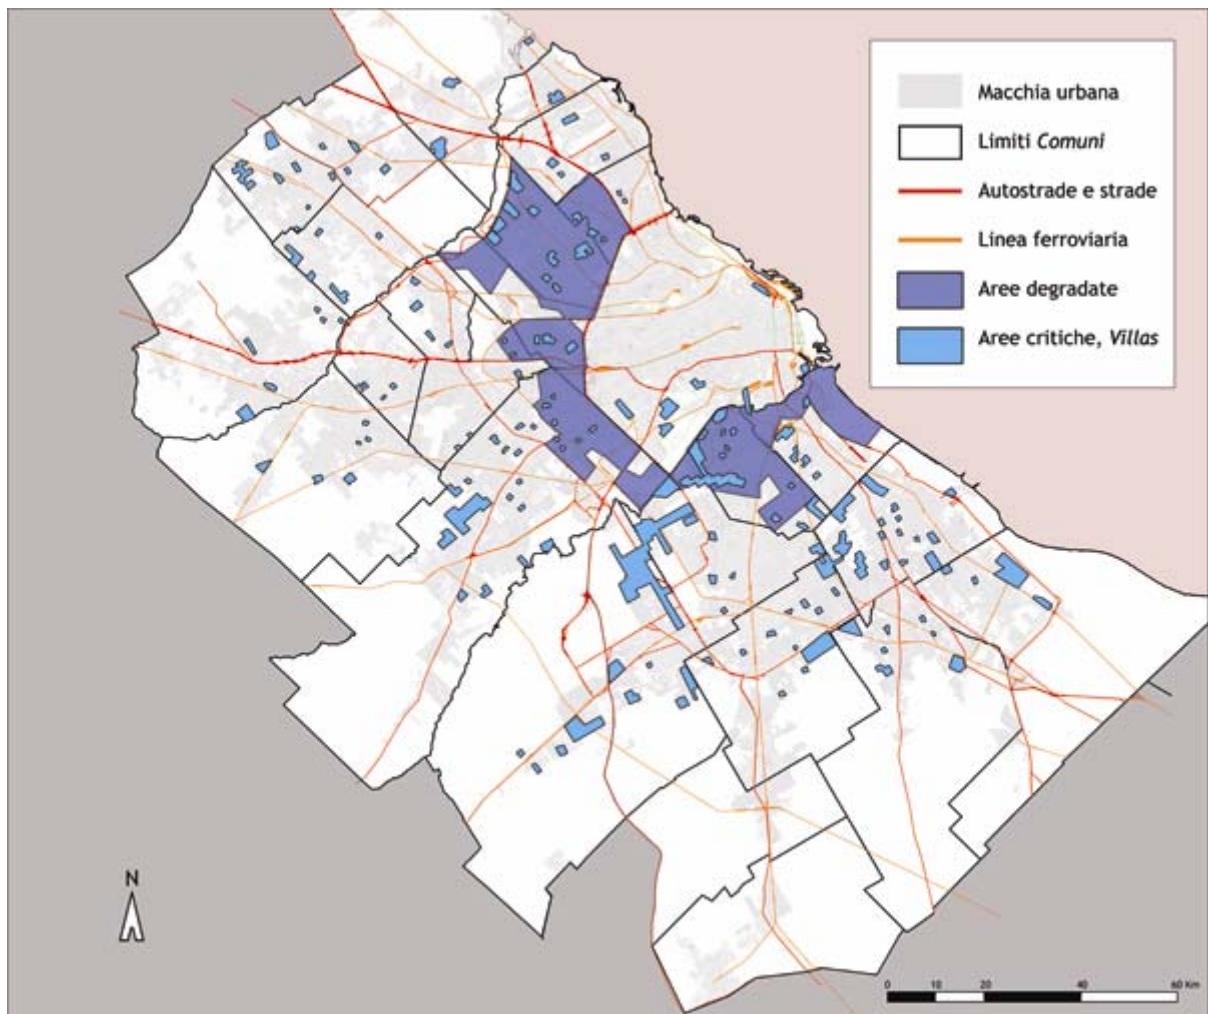 Macchia urbana
Limiti Comuni
Autostrade e strade
Linea ferroviaria
Aree degradate
Aree critiche, Villas
N
0 10 20 40 60 Km